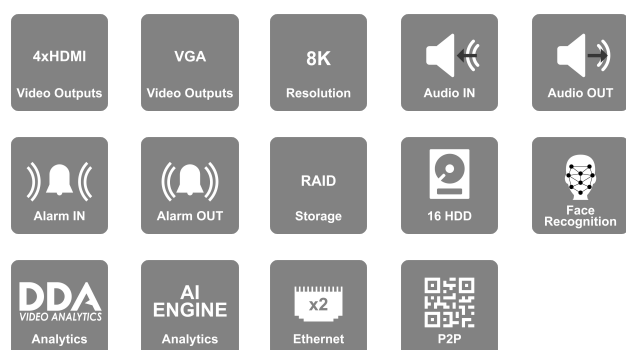 4xHDMI
Video Outputs
VGA
Video Outputs
8K
Resolution
Audio IN
Audio OUT
Alarm IN
Alarm OUT
RAID
Storage
16 HDD
Face
Recognition
DDA
VIDEO ANALYTICS
Analytics
AI
ENGINE
Analytics
x2
Ethernet
P2P